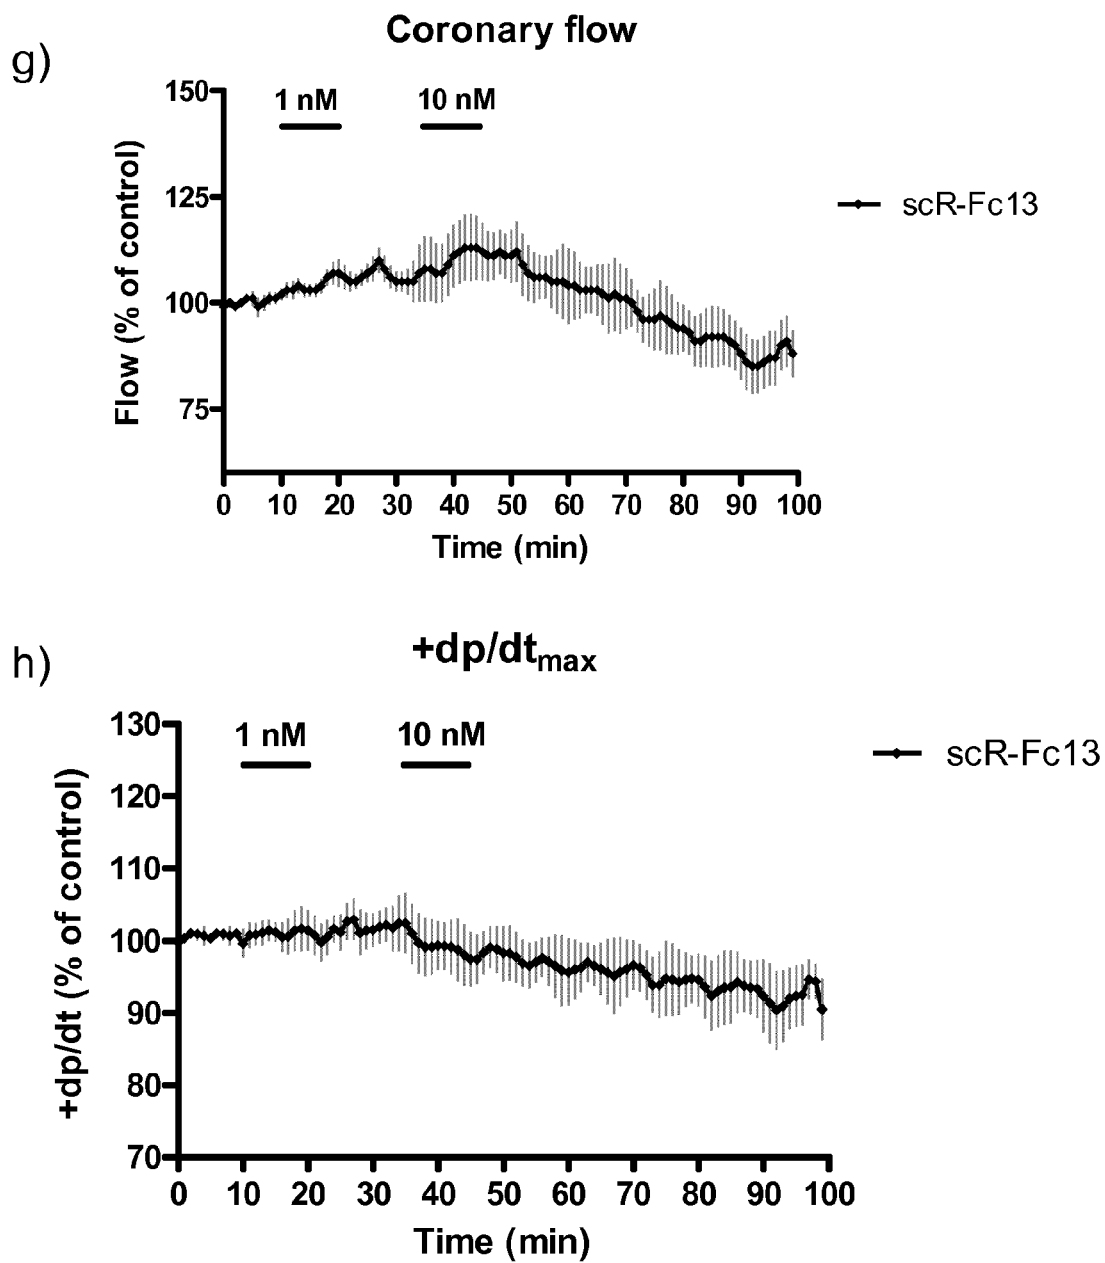 g)
Coronary flow
150
1 nM
10 nM
125
scR-Fc13
100
75
Flow (% of control)
0 10 20 30 40 50 60 70 80 90 100
Time (min)
h)
+dp/dtmax
130
1 nM
10 nM
scR-Fc13
120
110
100
90
80
70
+dp/dt (% of control)
0 10 20 30 40 50 60 70 80 90 100
Time (min)